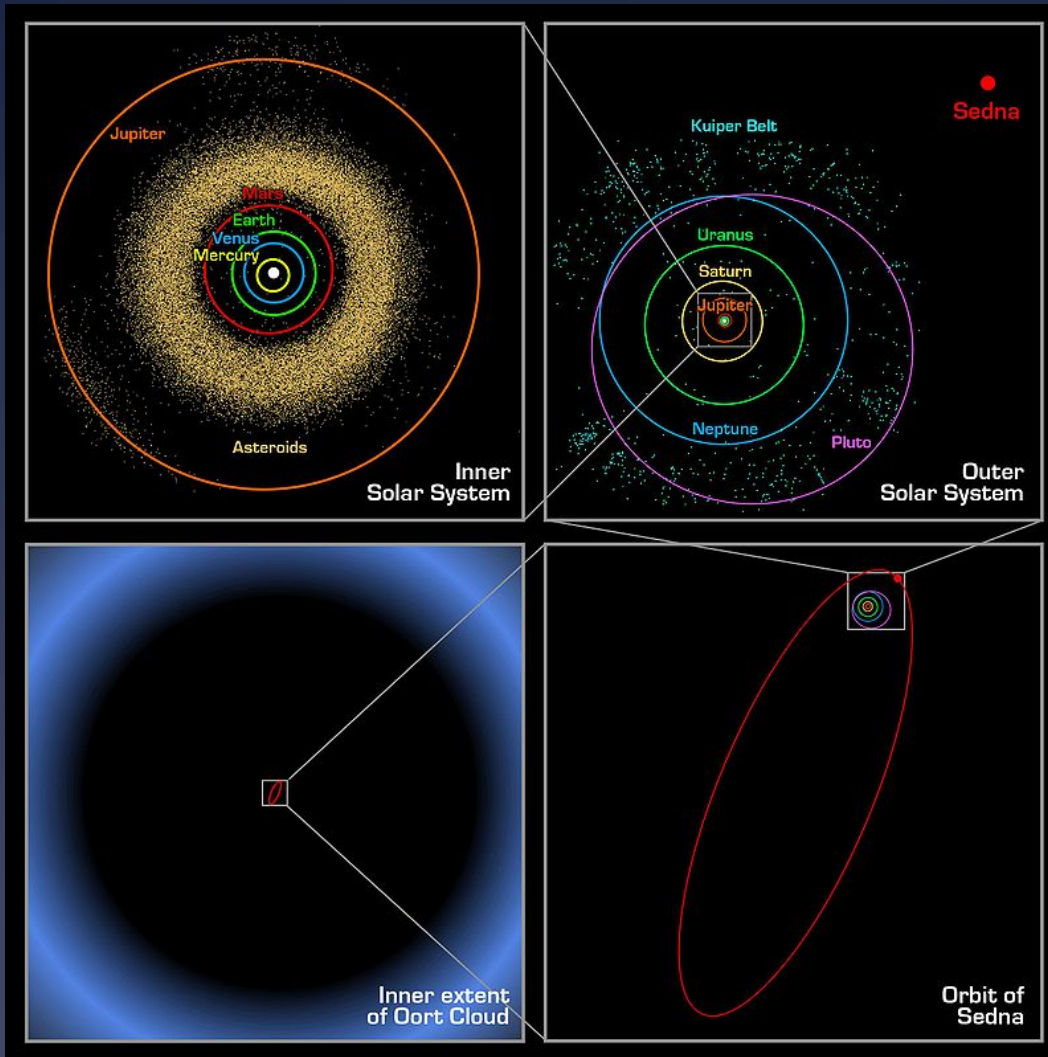 Jupiter
Mars
Earth
Venus
Mercury
Asteroids
Inner
Solar System
Sedna
Kuiper Belt
Uranus
Saturn
Jupiter
Neptune
Pluto
Outer
Solar System
Inner extent
of Oort Cloud
Orbit of
Sedna